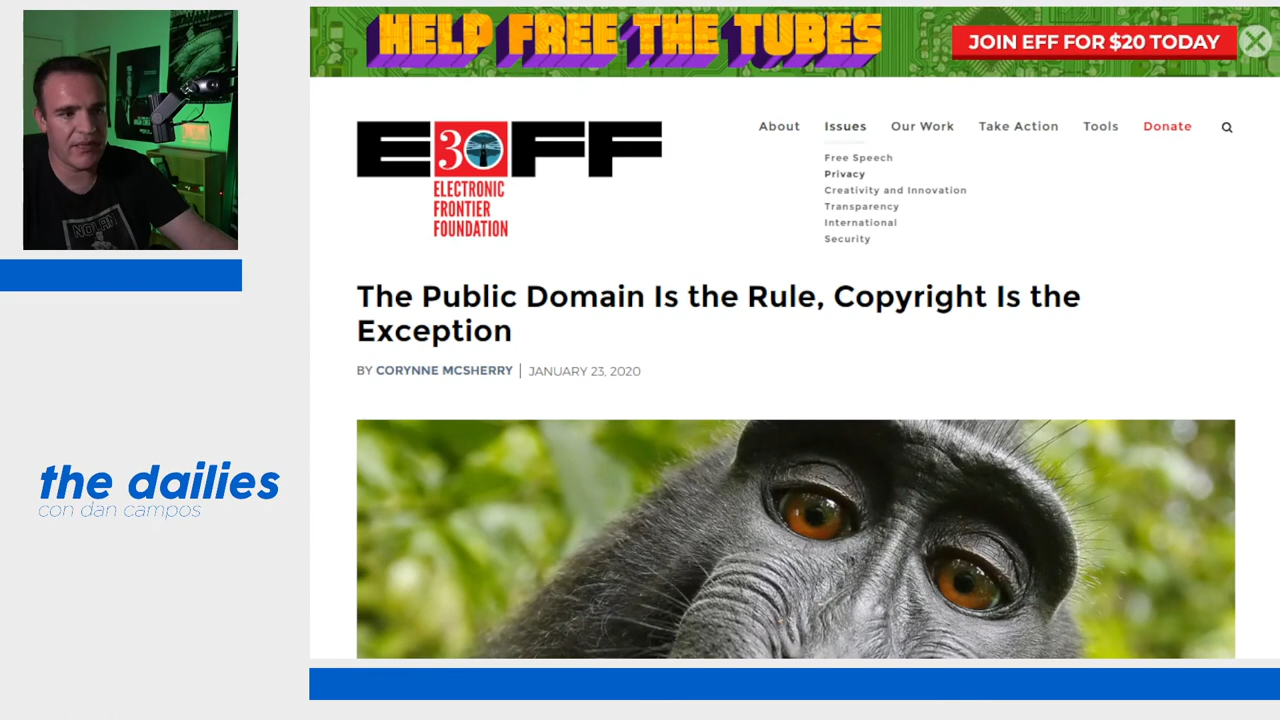 HELP FREE THE TUBES
JOIN EFF FOR $20 TODAY
E30FF
ELECTRONIC
FRONTIER
FOUNDATION
About Issues Our Work Take Action Tools Donate
Free Speech
Privacy
Creativity and Innovation
Transparency
International
Security
The Public Domain Is the Rule, Copyright Is the
Exception
BY CORYNNE MCSHERRY | JANUARY 23, 2020
NOLAN
the dailies
con dan campos